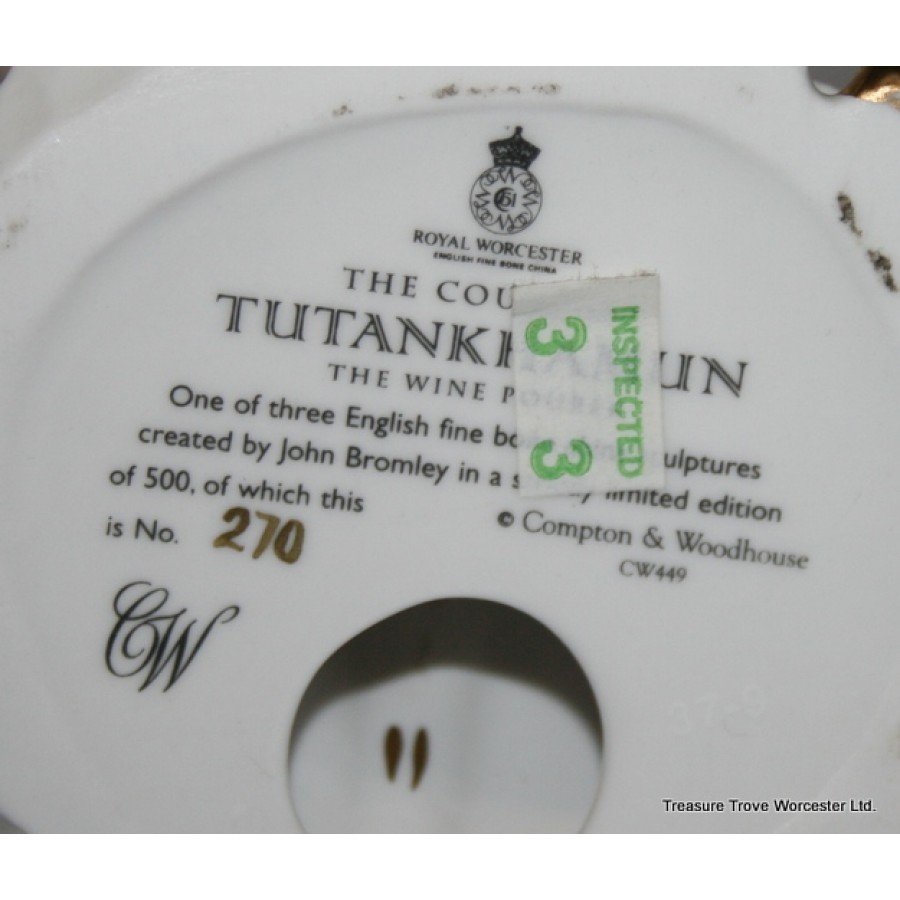 ROYAL WORCESTER
ENGLISH FINE BONE CHINA
THE COU
TUTANKH UN
THE WINE PO
One of three English fine bo ulptures
created by John Bromley in a s limited edition
of 500, of which this
is No. 270
© Compton & Woodhouse
CW449
CW
INSPECTED
3 3
Treasure Trove Worcester Ltd.